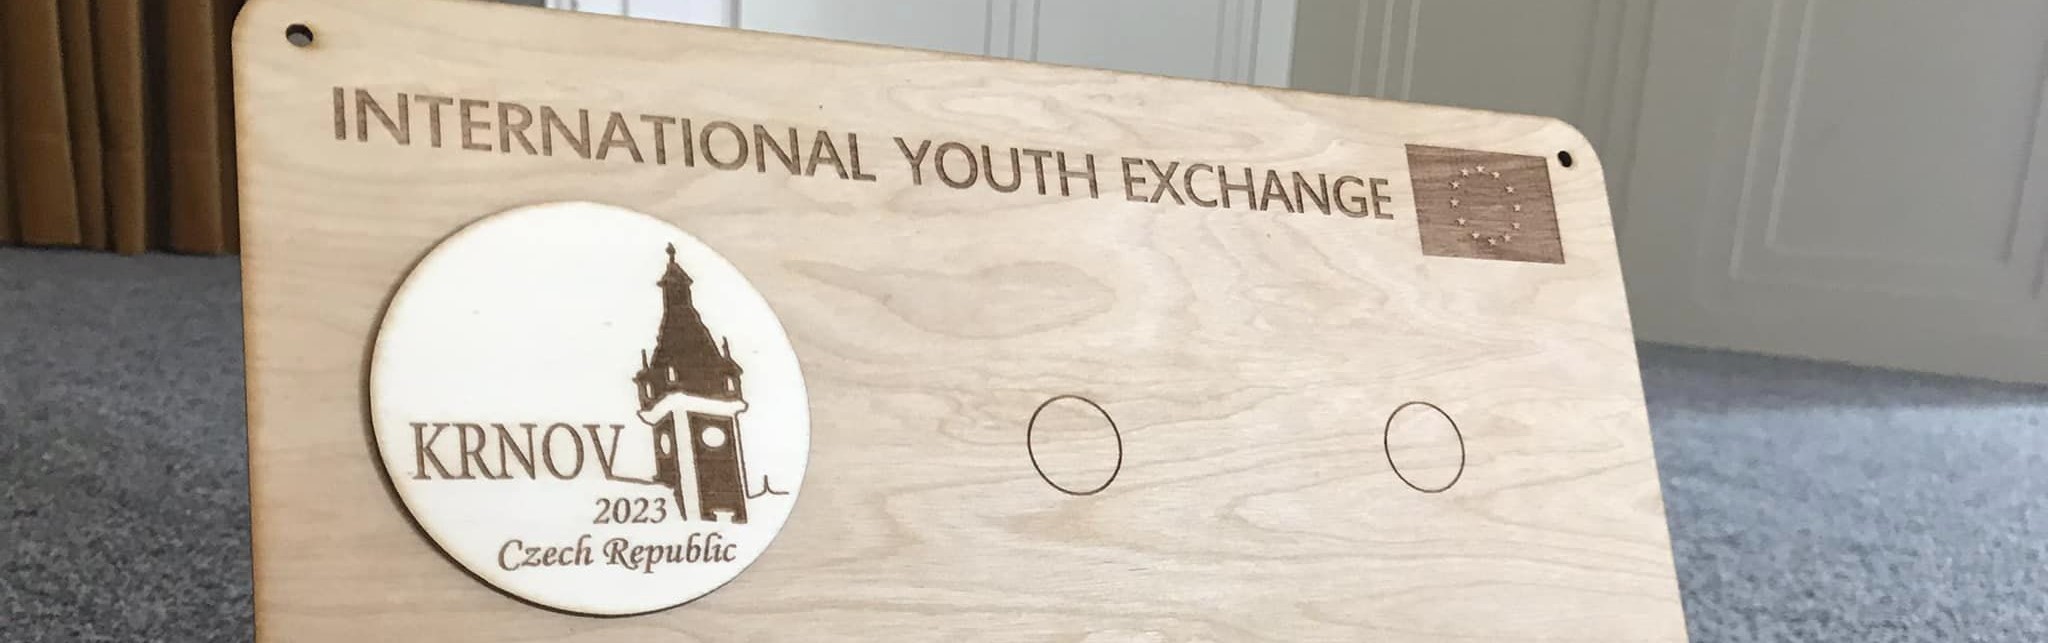 INTERNATIONAL YOUTH EXCHANGE
KRNOV
2023
Czech Republic